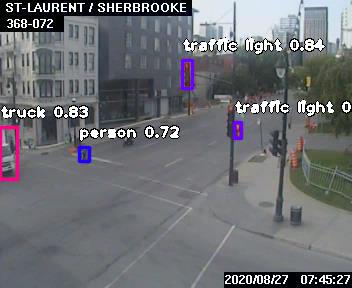 ST-LAURENT / SHERBROOKE
368-072
traffic light 0.84
truck 0.83
traffic light 0
person 0.72
2020/08/27 07:45:27